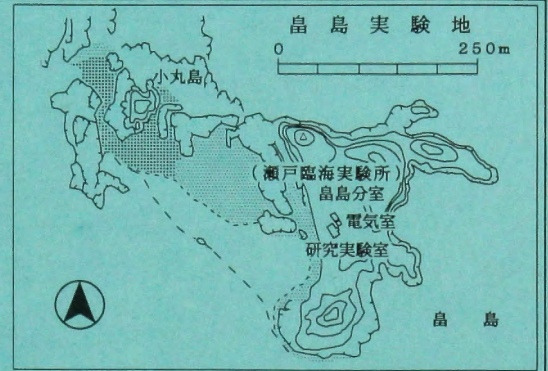 畠島実験地
0 250m
小丸島
(瀬戸臨海実験所)
畠島分室
電気室
研究実験室
畠島